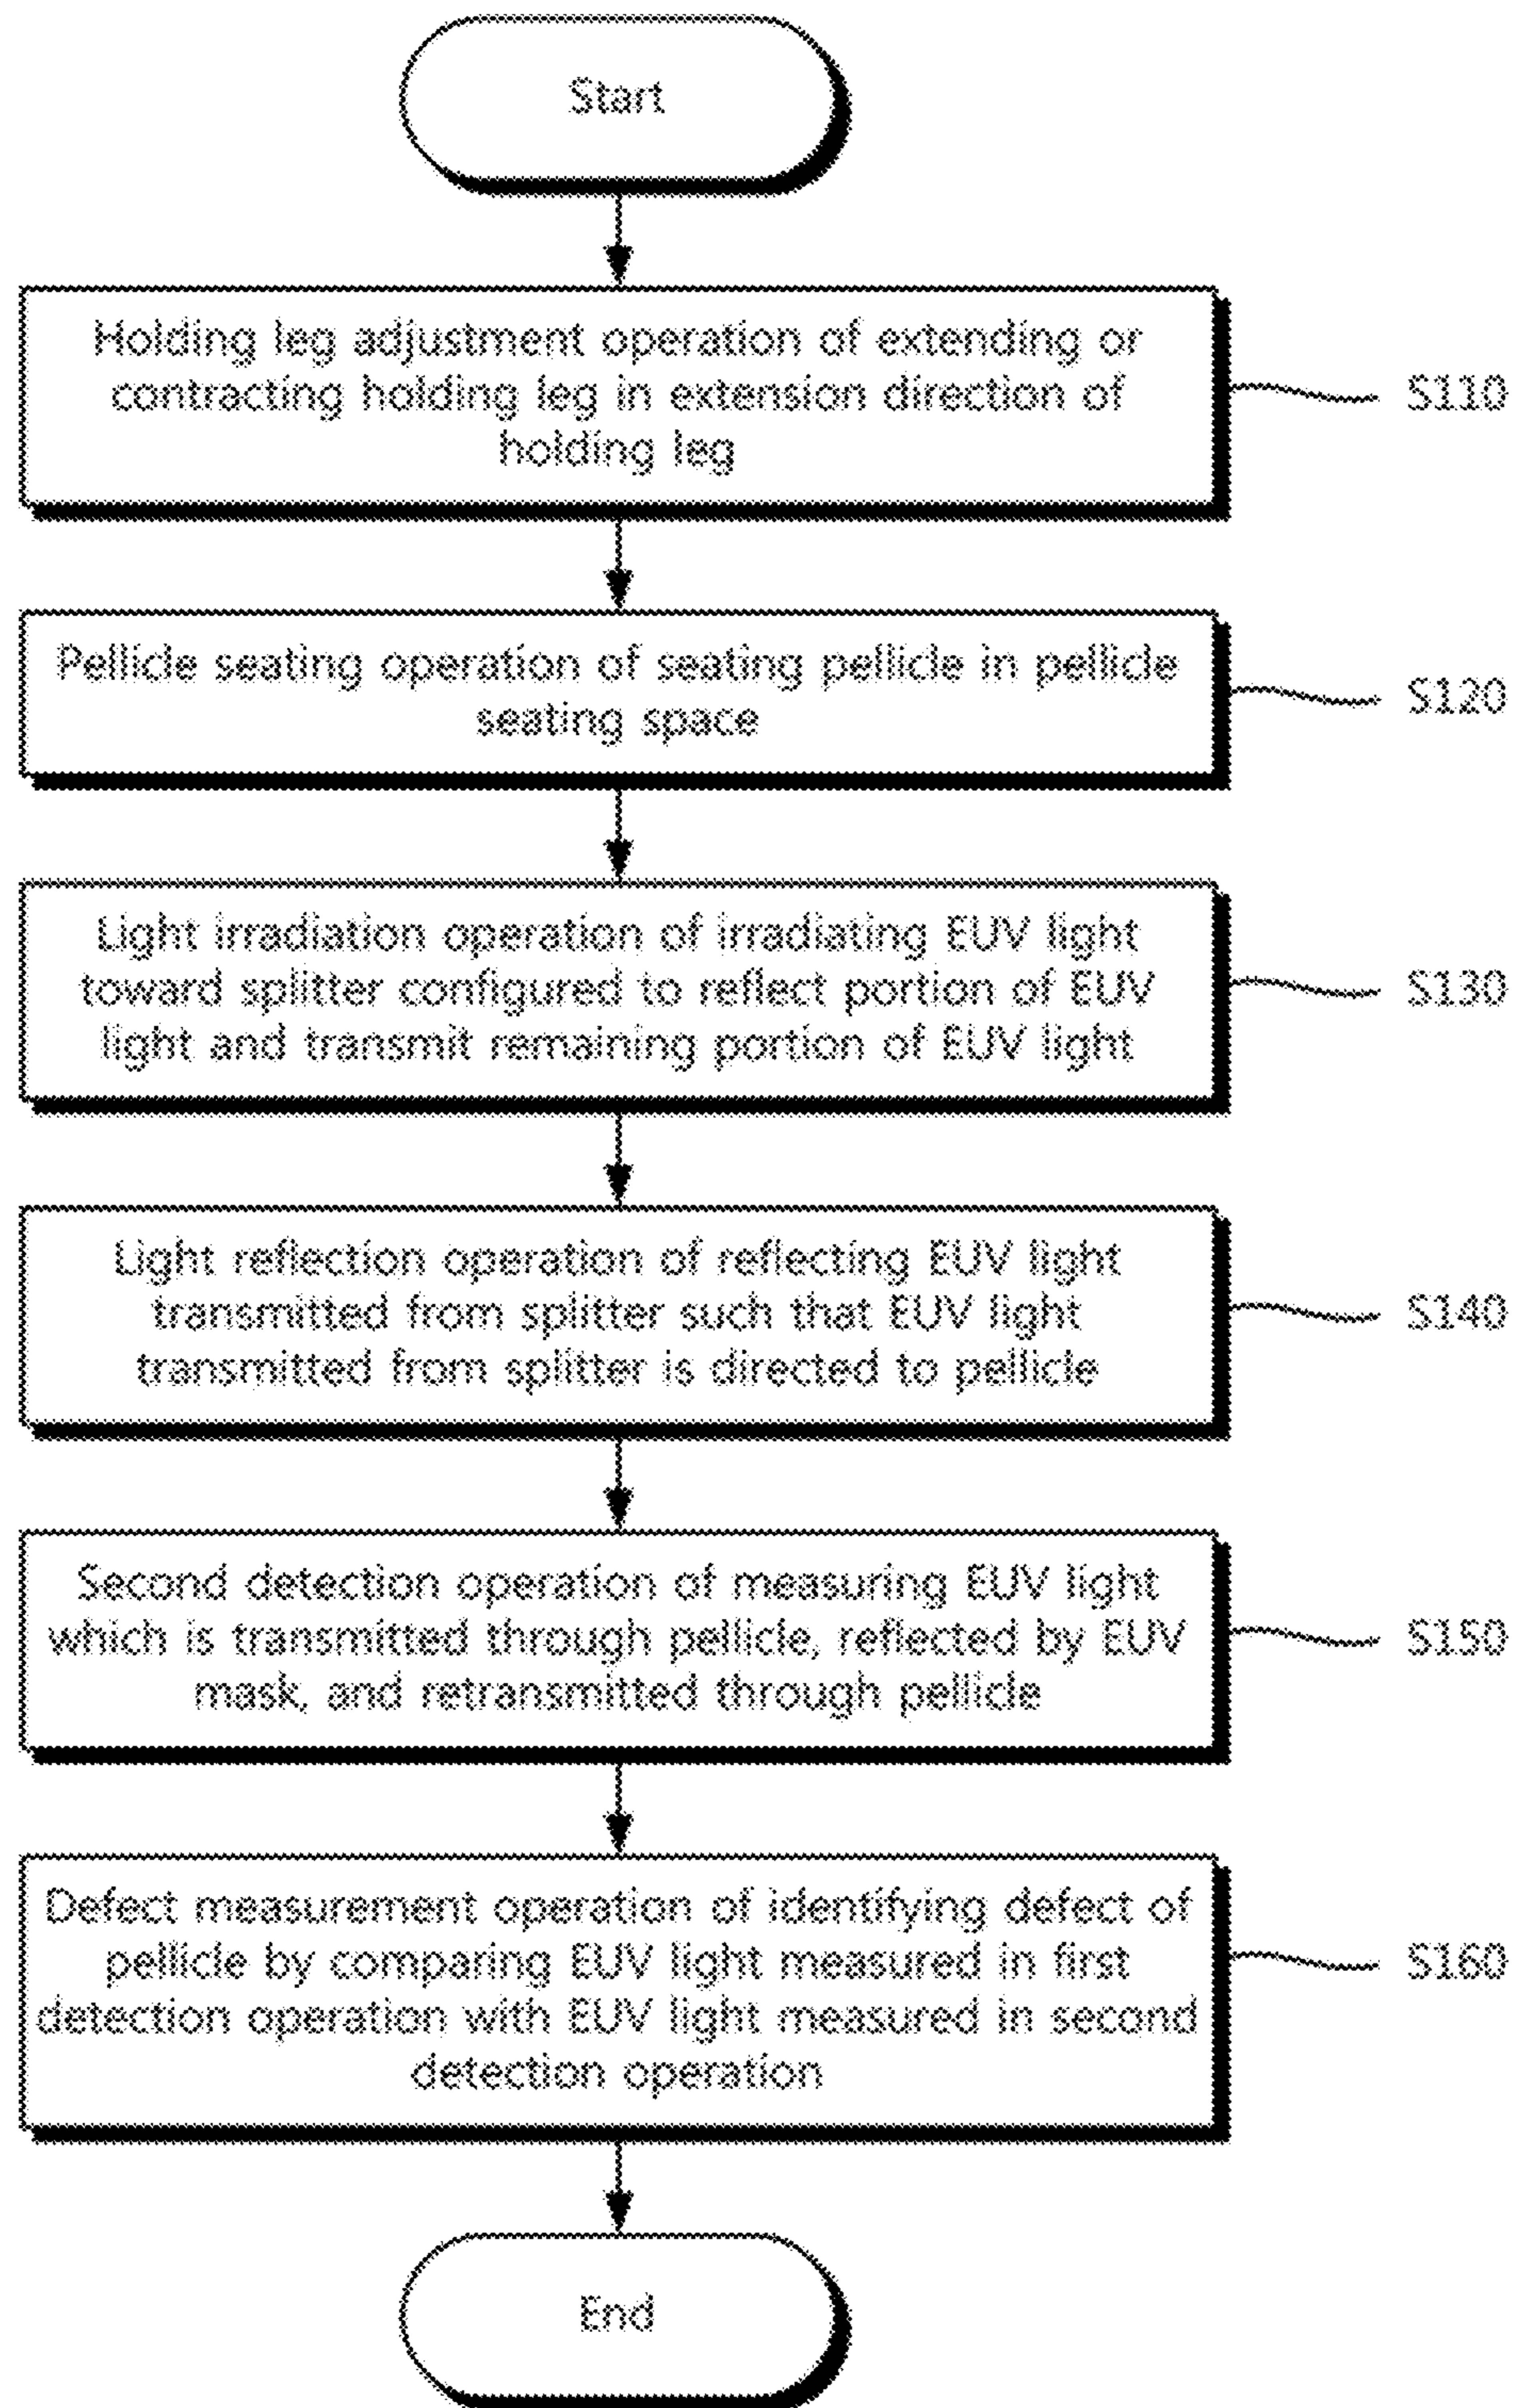 Start
Holding leg adjustment operation of extending or
contracting holding leg in extension direction of
holding leg
S110
Pellicle seating operation of seating pellicle in pellicle
seating space
S120
Light irradiation operation of irradiating EUV light
toward splitter configured to reflect portion of EUV
light and transmit remaining portion of EUV light
S130
Light reflection operation of reflecting EUV light
transmitted from splitter such that EUV light
transmitted from splitter is directed to pellicle
S140
Second detection operation of measuring EUV light
which is transmitted through pellicle, reflected by EUV
mask, and retransmitted through pellicle
S150
Defect measurement operation of identifying defect of
pellicle by comparing EUV light measured in first
detection operation with EUV light measured in second
detection operation
S160
End